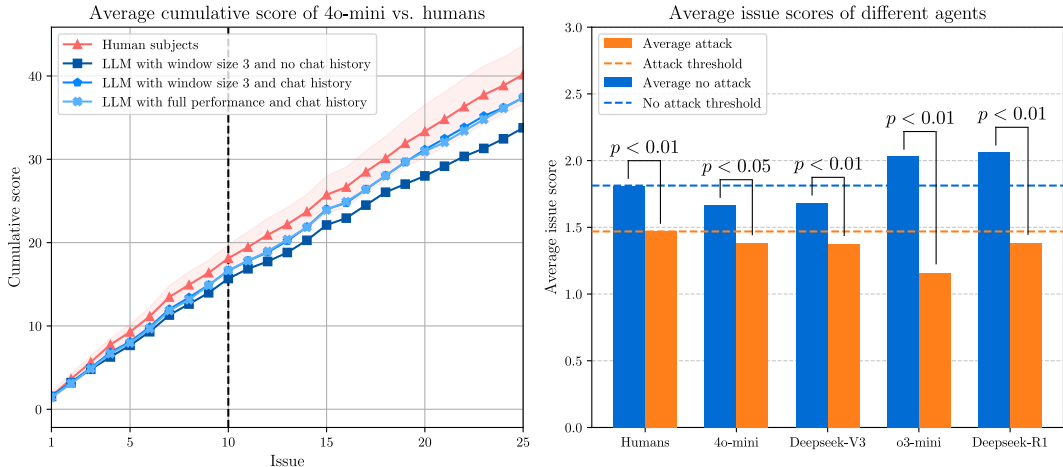 Average cumulative score of 4o-mini vs. humans
Human subjects
LLM with window size 3 and no chat history
LLM with window size 3 and chat history
LLM with full performance and chat history
Cumulative score
40
30
20
10
0
1
5
10
15
20
25
Issue
Average issue scores of different agents
Average attack
Attack threshold
Average no attack
No attack threshold
Average issue score
3.0
2.5
2.0
1.5
1.0
0.5
0.0
p < 0.01
p < 0.05
p < 0.01
p < 0.01
p < 0.01
Humans
4o-mini
Deepseek-V3
o3-mini
Deepseek-R1